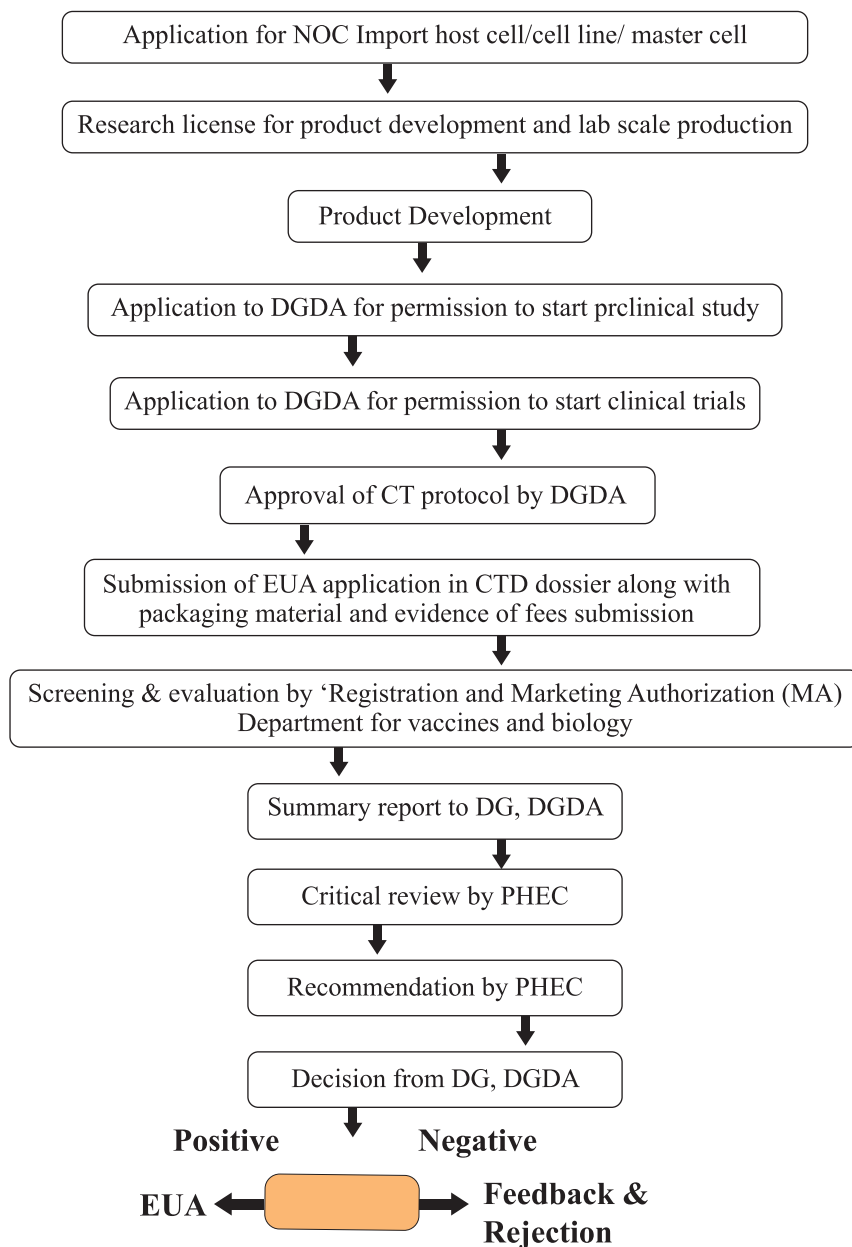 Application for NOC Import host cell/cell line/ master cell
Research license for product development and lab scale production
Product Development
Application to DGDA for permission to start prclinical study
Application to DGDA for permission to start clinical trials
Approval of CT protocol by DGDA
Submission of EUA application in CTD dossier along with
packaging material and evidence of fees submission
Screening & evaluation by ‘Registration and Marketing Authorization (MA)
Department for vaccines and biology
Summary report to DG, DGDA
Critical review by PHEC
Recommendation by PHEC
Decision from DG, DGDA
Positive
Negative
EUA
Feedback &
Rejection